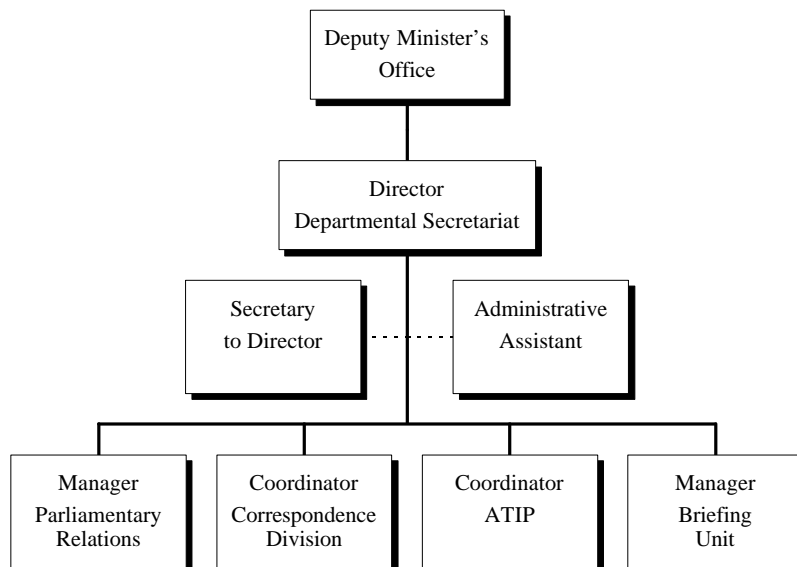 Deputy Minister’s
Office
Director
Departmental Secretariat
Secretary
to Director
Administrative
Assistant
Manager
Parliamentary
Relations
Coordinator
Correspondence
Division
Coordinator
ATIP
Manager
Briefing
Unit